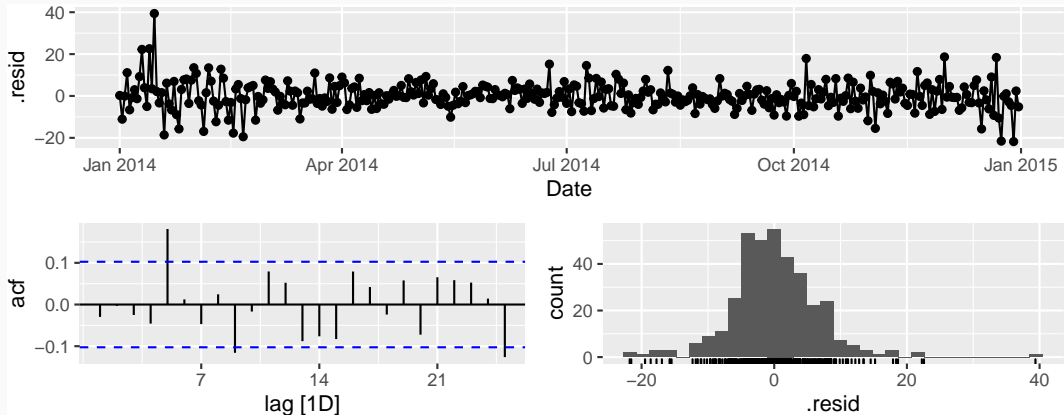 .resid
40
20
0
−20
Jan 2014 Apr 2014 Jul 2014 Oct 2014 Jan 2015
Date
acf
0.1
0.0
−0.1
7 14 21
lag [1D]
count
40
20
0
−20 0 20 40
.resid